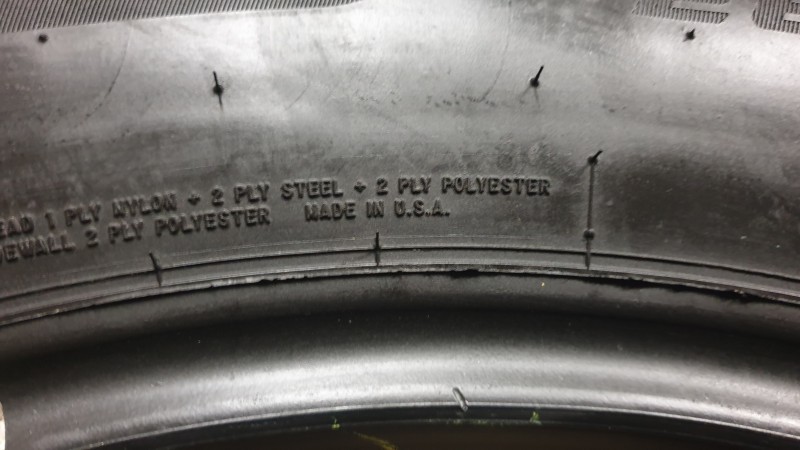 EAD 1 PLY NYLON + 2 PLY STEEL + 2 PLY POLYESTER
EWALL 2 PLY POLYESTER MADE IN U.S.A.